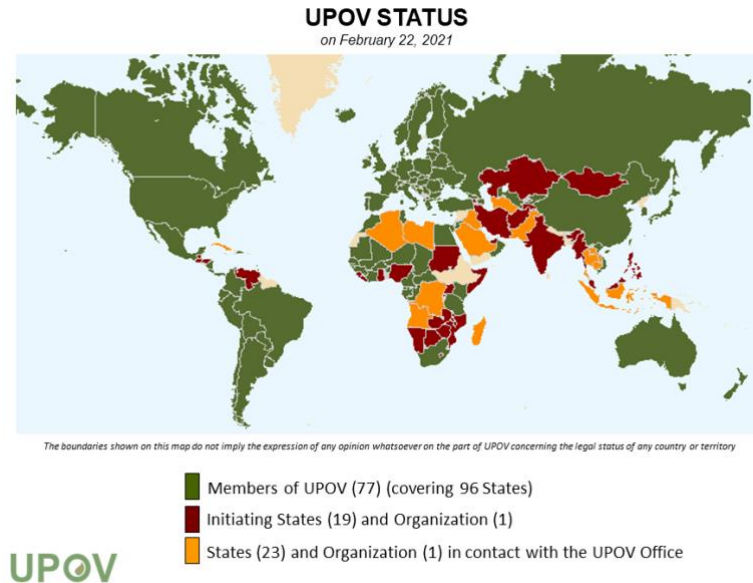 UPOV STATUS
on February 22, 2021
The boundaries shown on this map do not imply the expression of any opinion whatsoever on the part of UPOV concerning the legal status of any country or territory
Members of UPOV (77) (covering 96 States)
Initiating States (19) and Organization (1)
States (23) and Organization (1) in contact with the UPOV Office
UPOV